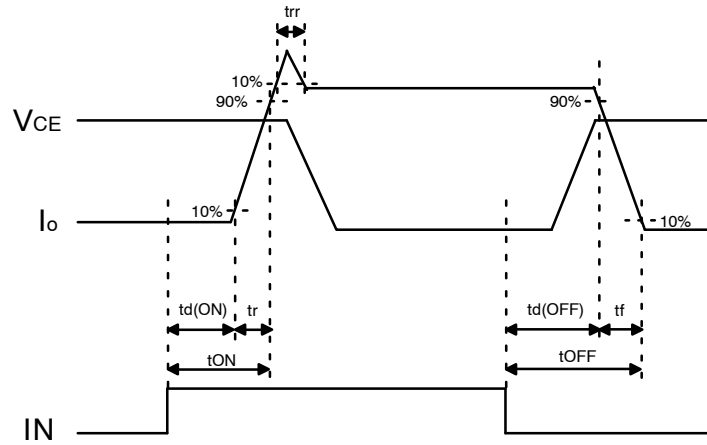 trr
10%
90%
90%
VCE
10%
Io
10%
td(ON)
tr
td(OFF)
tf
tON
tOFF
IN